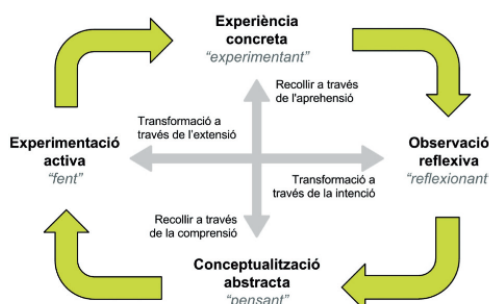 Experiència
concreta
"experimentant"
Recollir a través
de l'aprehensió
Transformació a
través de l'extensió
Experimentació
activa
"fent"
Observació
reflexiva
"reflexionant
Transformació a
través de la intenció
Recollir a través
de la comprensió
Conceptualització
abstracta
"pensant"